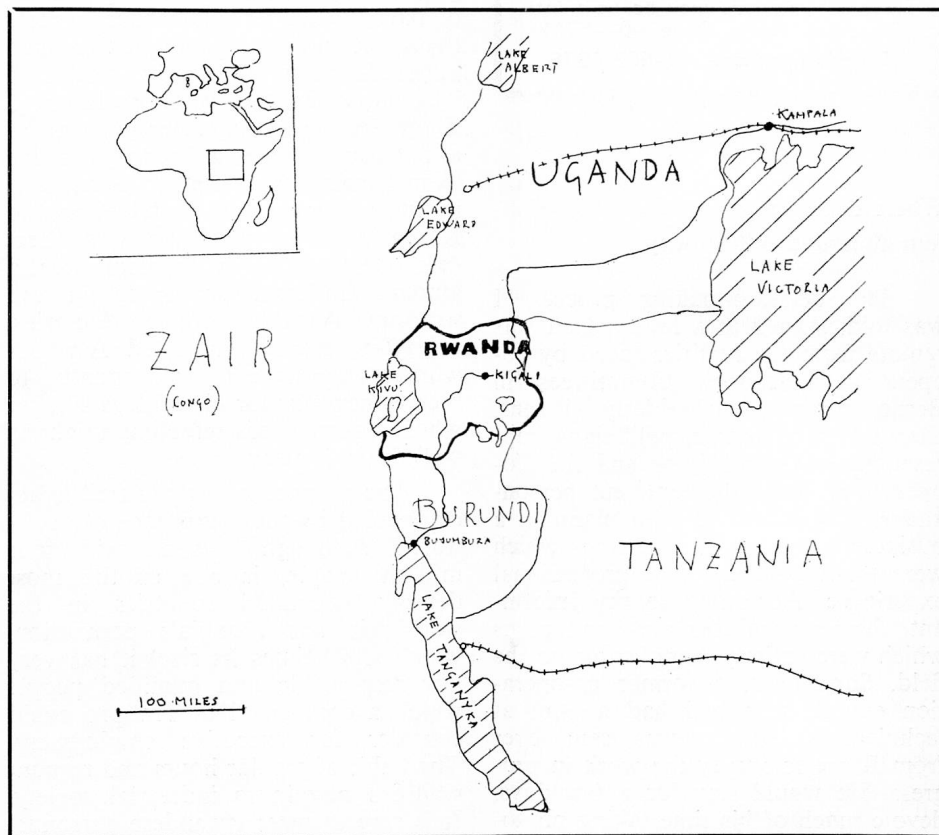 LAKE
ALBERT
KAMPALA
UGANDA
LAKE
EDWARD
LAKE
VICTORIA
ZAIR
(CONGO)
RWANDA
LAKE
KIVU
KIGALI
BURUNDI
BUJUMBURA
TANZANIA
LAKE TANGANYKA
100 MILES